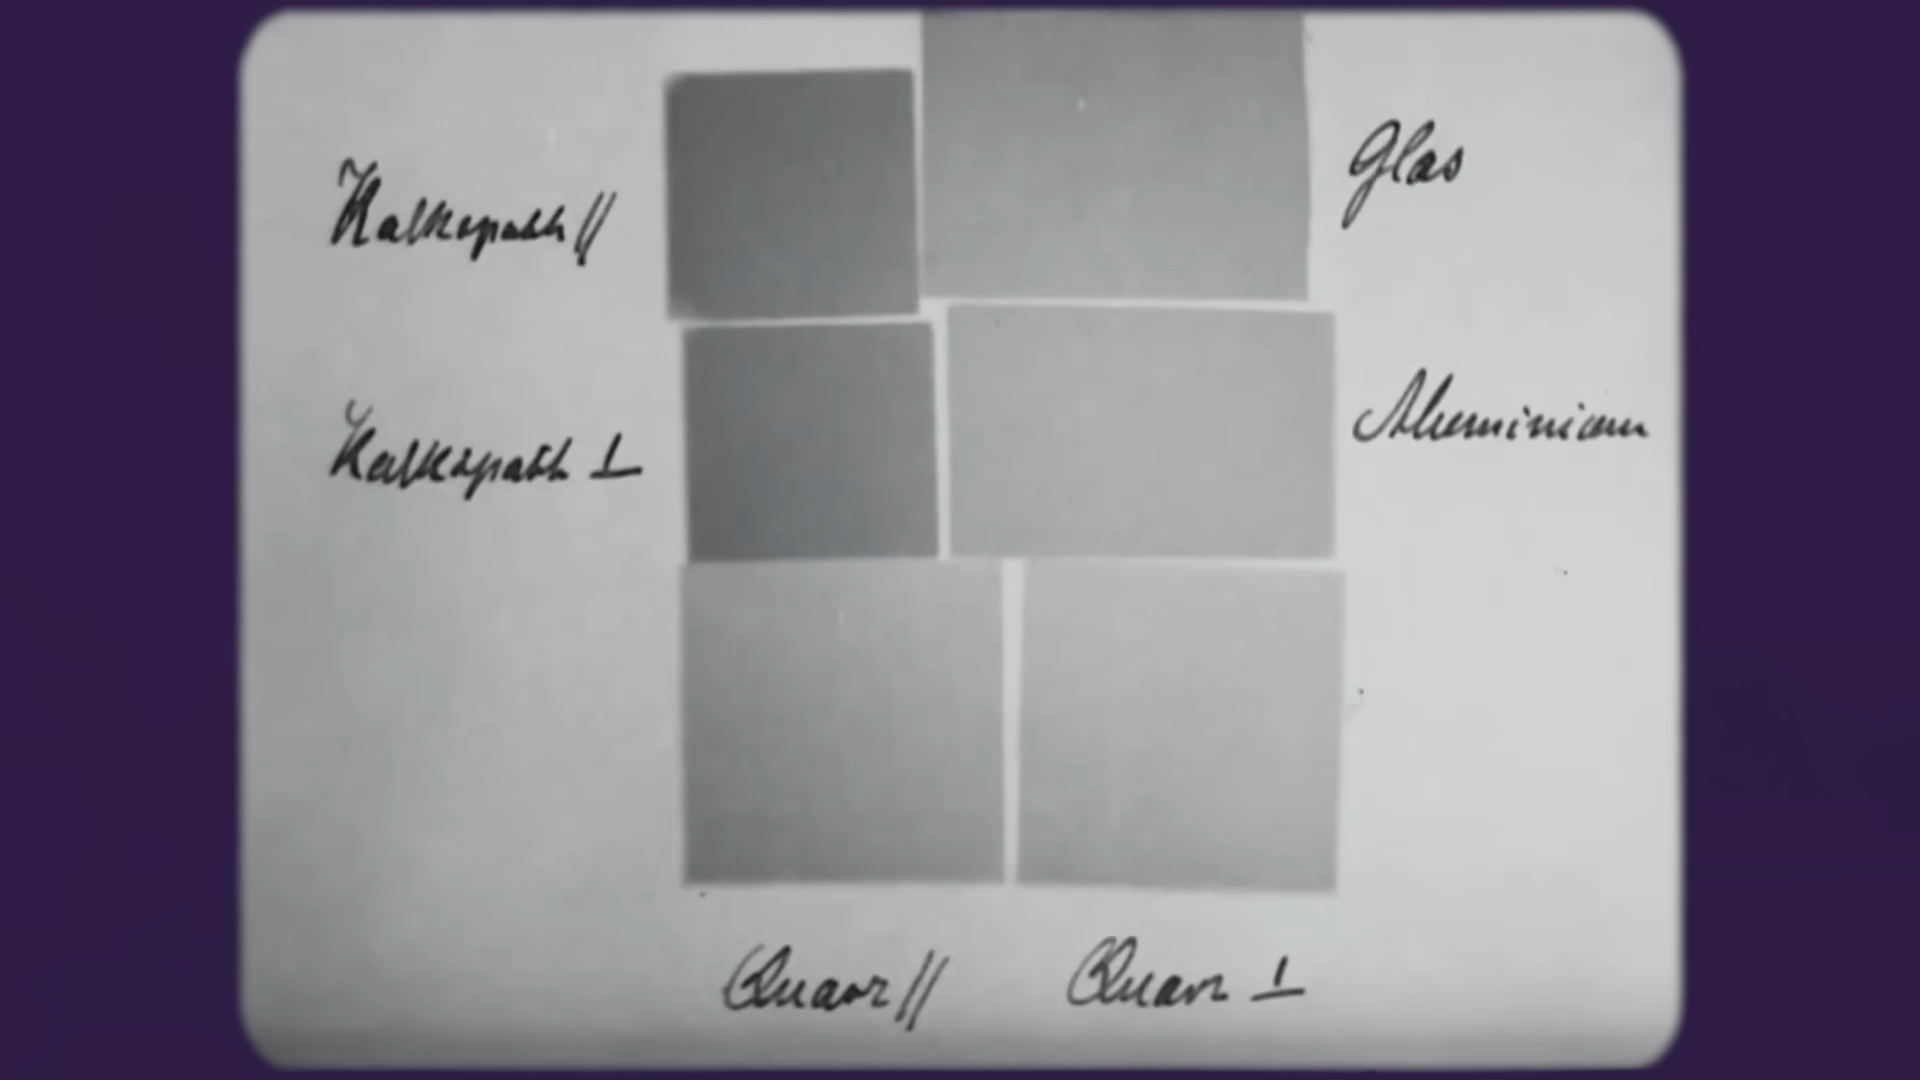 Kalkspath //
Glas
Kalkspath ⊥
Aluminium
Quarz //
Quarz ⊥